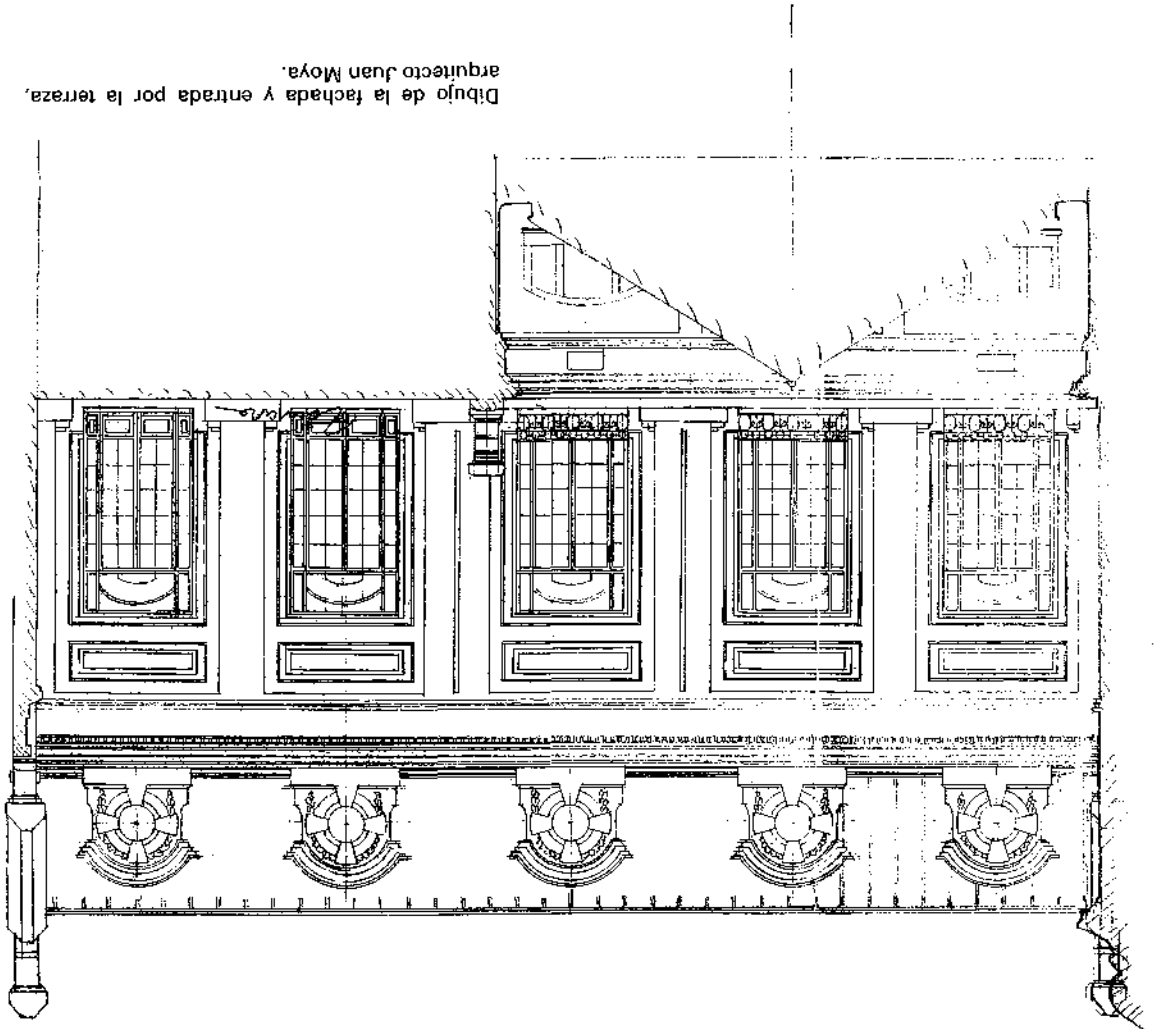 Dibujo de la fachada y entrada por la terraza,
arquitecto Juan Moya.